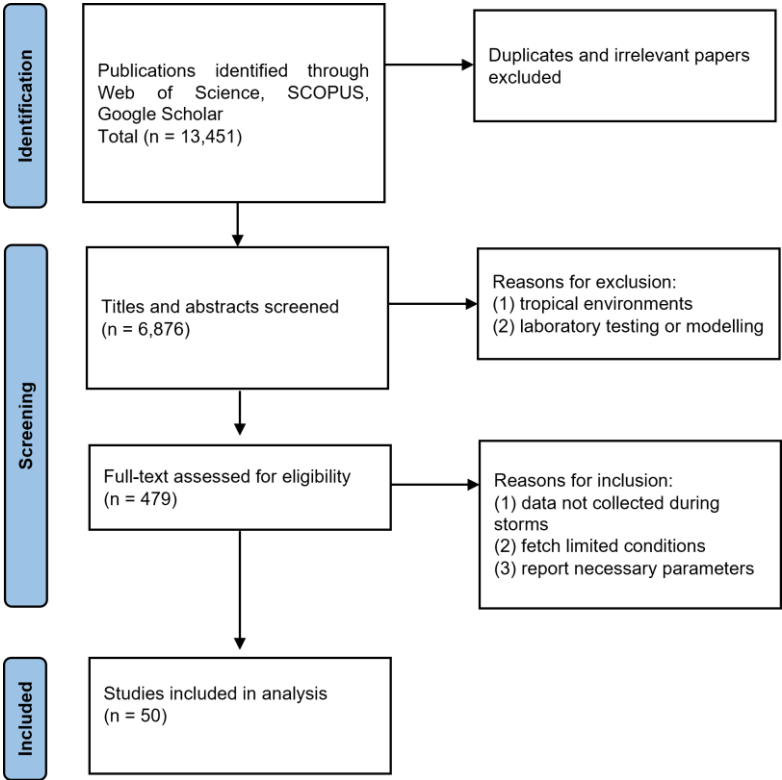 Identification
Publications identified through
Web of Science, SCOPUS,
Google Scholar
Total (n = 13,451)
Duplicates and irrelevant papers
excluded
Screening
Titles and abstracts screened
(n = 6,876)
Reasons for exclusion:
(1) tropical environments
(2) laboratory testing or modelling
Full-text assessed for eligibility
(n = 479)
Reasons for inclusion:
(1) data not collected during
storms
(2) fetch limited conditions
(3) report necessary parameters
Included
Studies included in analysis
(n = 50)